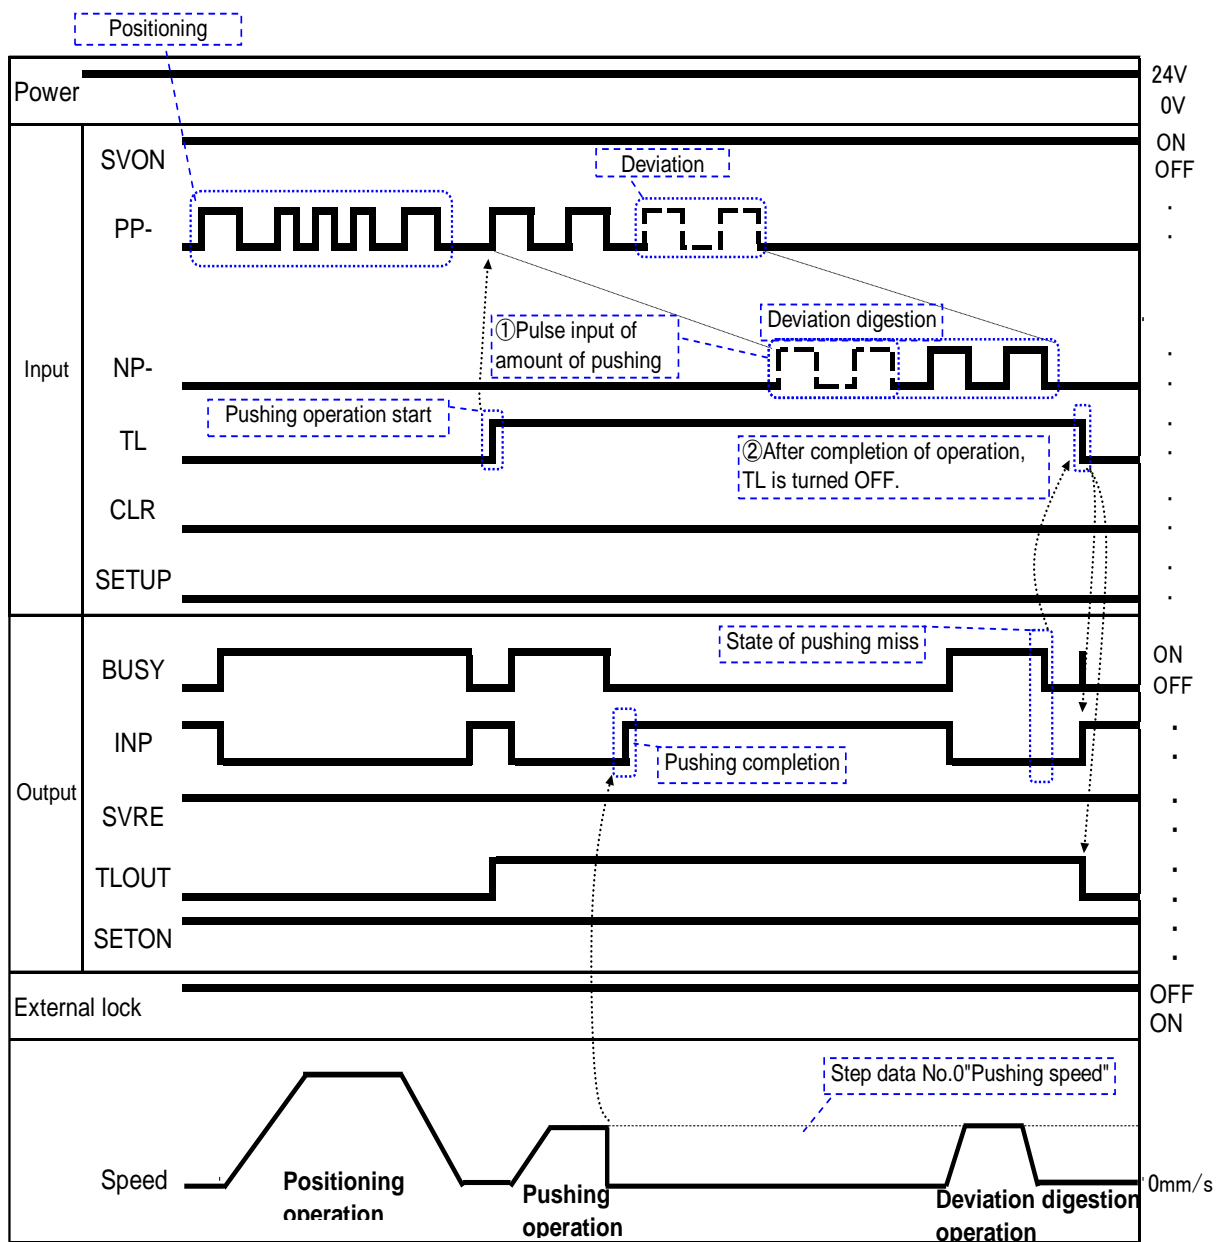 Positioning
Power
24V
0V
Input
SVON
ON
OFF
Deviation
PP-
①Pulse input of
amount of pushing
Deviation digestion
NP-
Pushing operation start
TL
②After completion of operation,
TL is turned OFF.
CLR
SETUP
Output
State of pushing miss
BUSY
ON
OFF
INP
Pushing completion
SVRE
TLOUT
SETON
External lock
OFF
ON
Step data No.0"Pushing speed"
Speed
0mm/s
Positioning
operation
Pushing
operation
Deviation digestion
operation